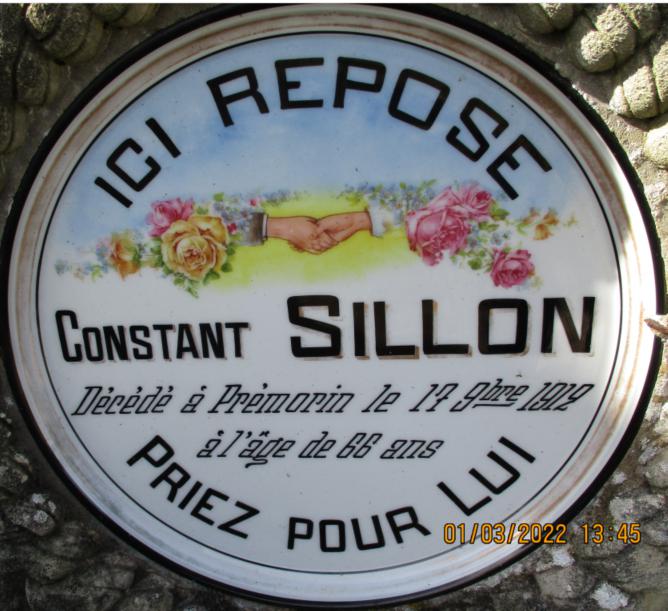 ICI REPOSE
CONSTANT SILLON
Décédé à Prémorin le 17 9bre 1912
à l'âge de 66 ans
PRIEZ POUR LUI
01/03/2022 13:45